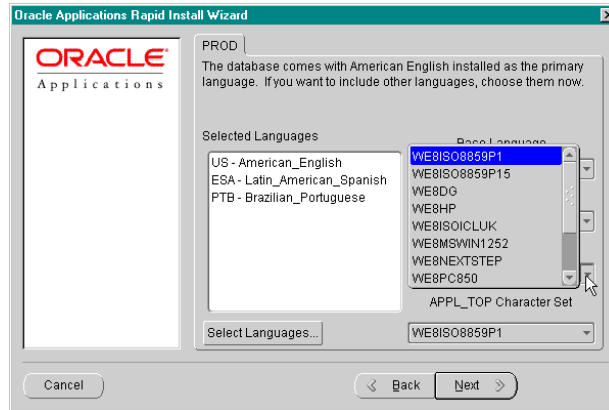 Oracle Applications Rapid Install Wizard
ORACLE
Applications
PROD
The database comes with American English installed as the primary
language. If you want to include other languages, choose them now.
Selected Languages
Base Language
US - American_English
ESA - Latin_American_Spanish
PTB - Brazilian_Portuguese
WE8ISO8859P1
WE8ISO8859P15
WE8DG
WE8HP
WE8ISOICLUK
WE8MSWIN1252
WE8NEXTSTEP
WE8PC850
APPL_TOP Character Set
Select Languages...
WE8ISO8859P1
Cancel
Back
Next